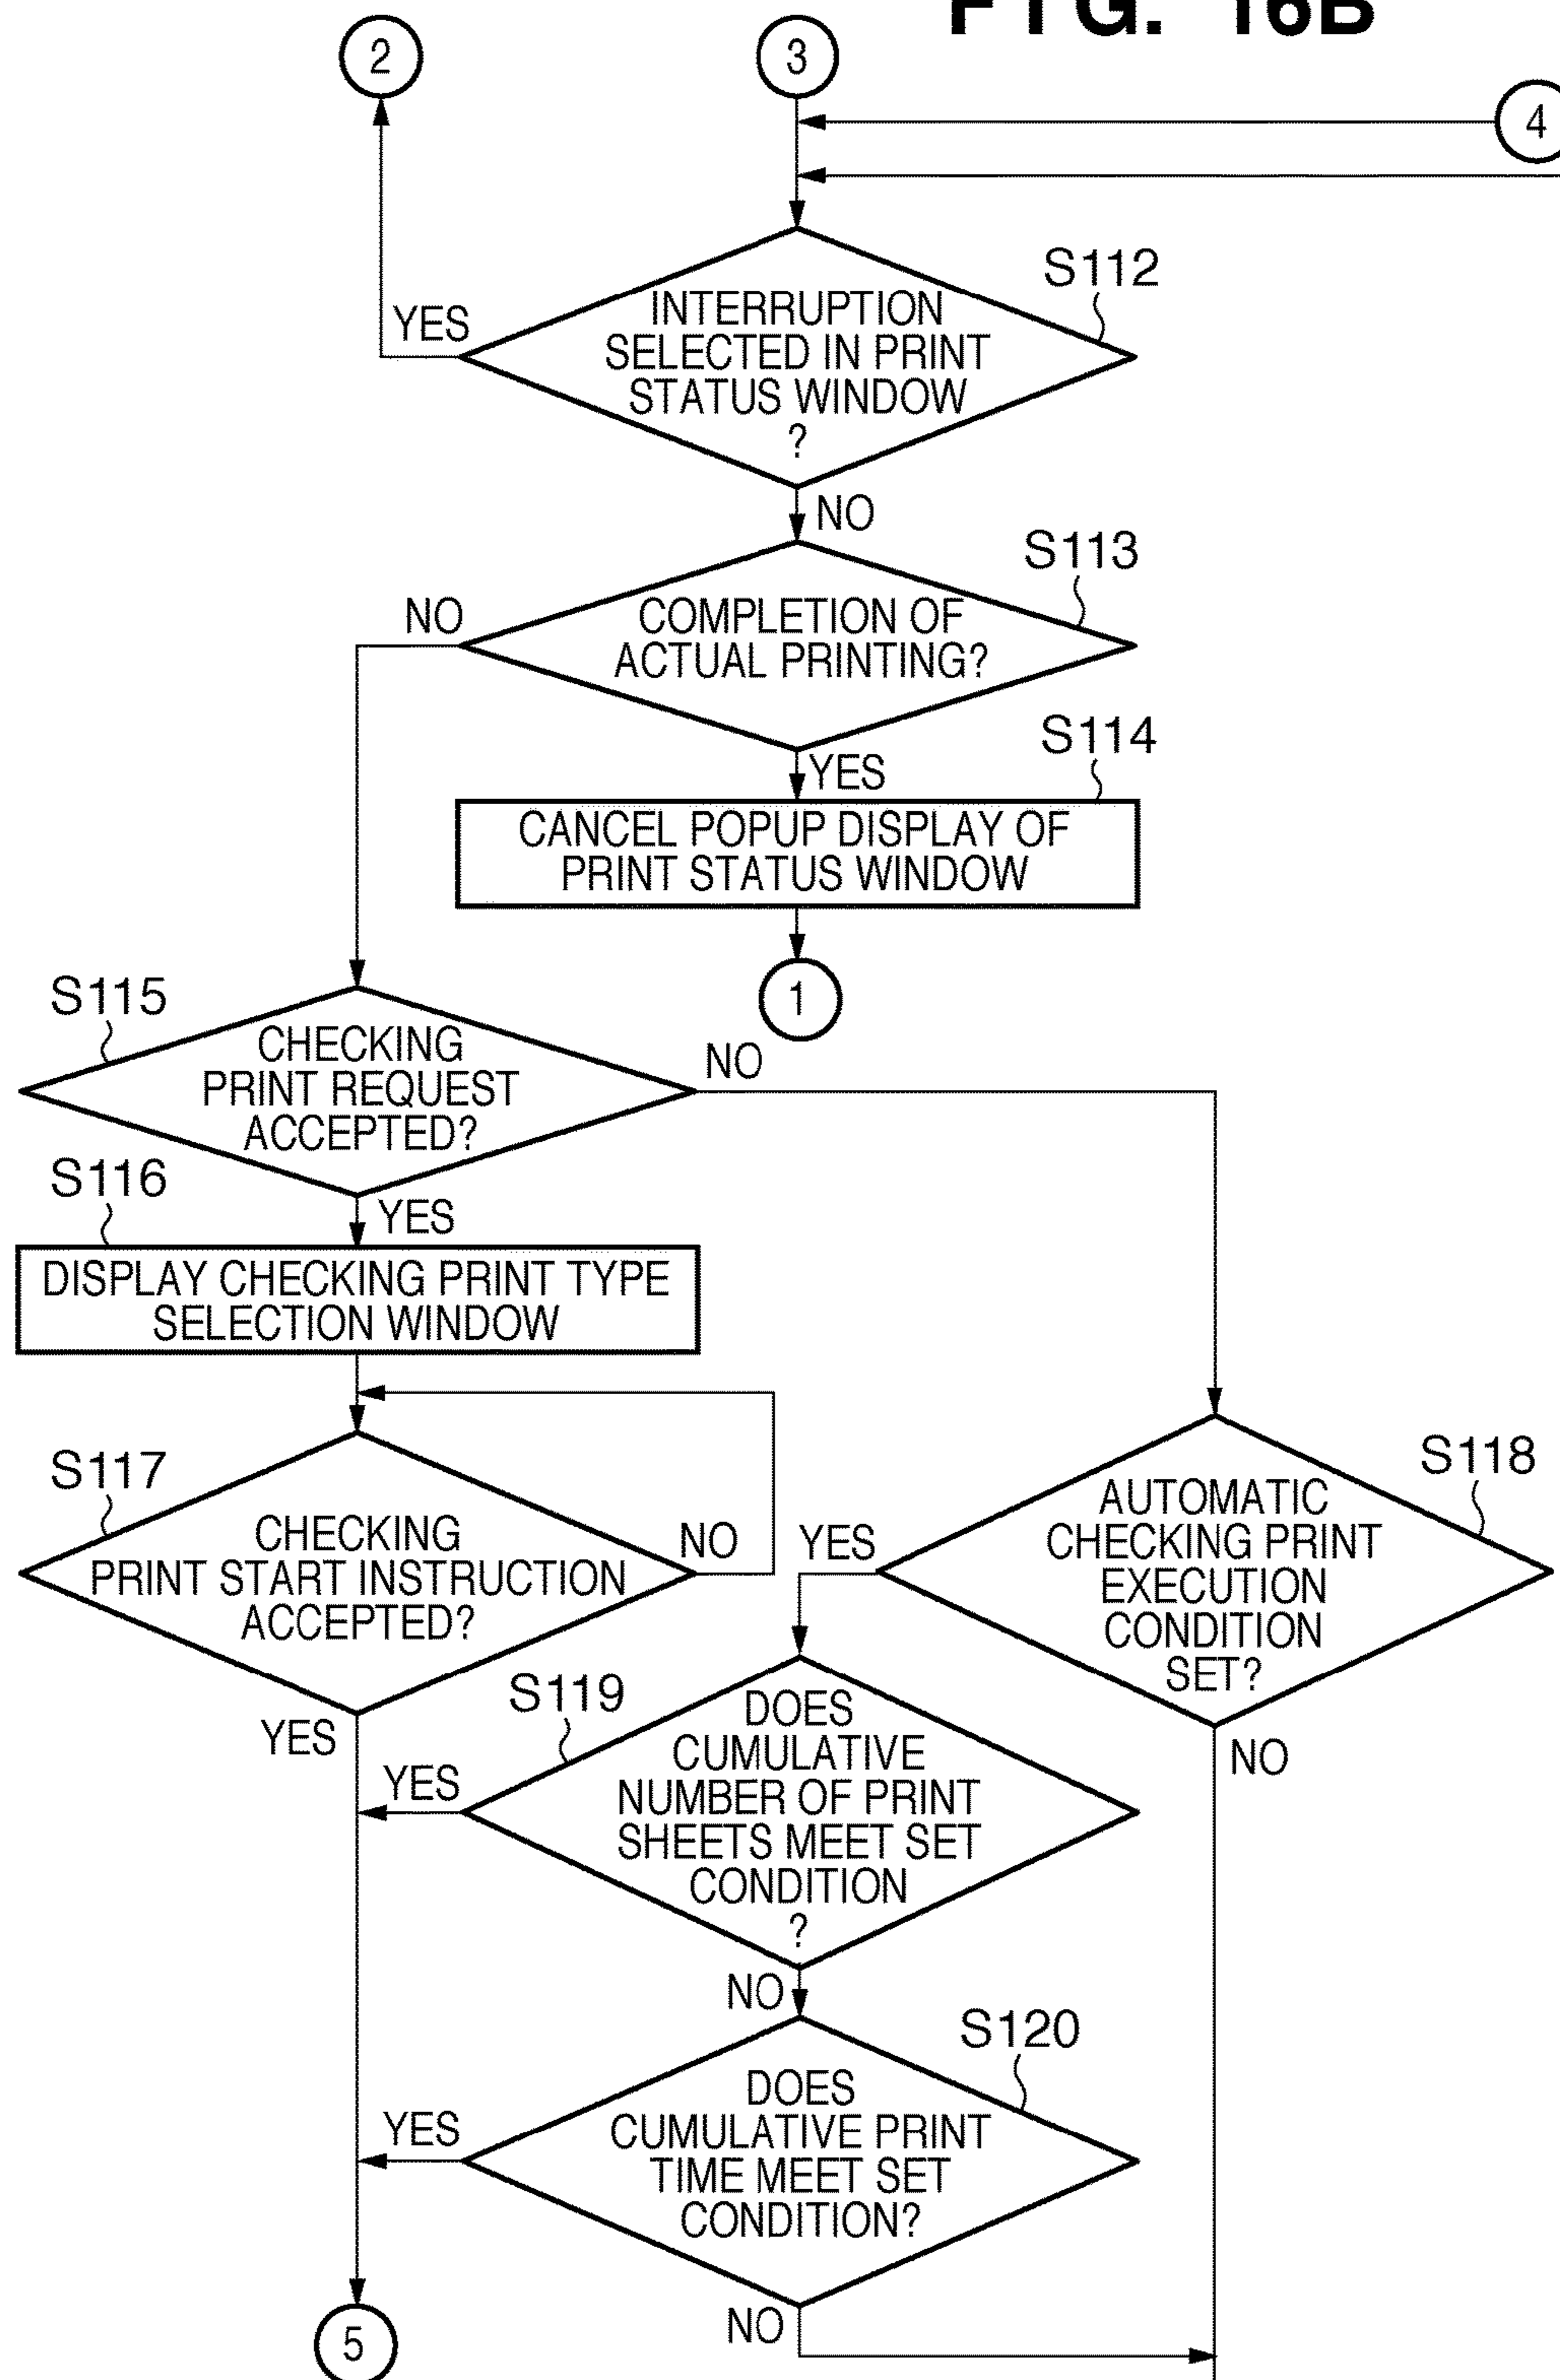 FIG. 16B
2
3
4
S112
INTERRUPTION
SELECTED IN PRINT
STATUS WINDOW
?
YES
NO
S113
COMPLETION OF
ACTUAL PRINTING?
NO
YES
S114
CANCEL POPUP DISPLAY OF
PRINT STATUS WINDOW
1
S115
CHECKING
PRINT REQUEST
ACCEPTED?
NO
YES
S116
DISPLAY CHECKING PRINT TYPE
SELECTION WINDOW
S117
CHECKING
PRINT START INSTRUCTION
ACCEPTED?
NO
YES
S118
AUTOMATIC
CHECKING PRINT
EXECUTION
CONDITION
SET?
YES
NO
S119
DOES
CUMULATIVE
NUMBER OF PRINT
SHEETS MEET SET
CONDITION
?
YES
NO
S120
DOES
CUMULATIVE PRINT
TIME MEET SET
CONDITION?
YES
NO
5